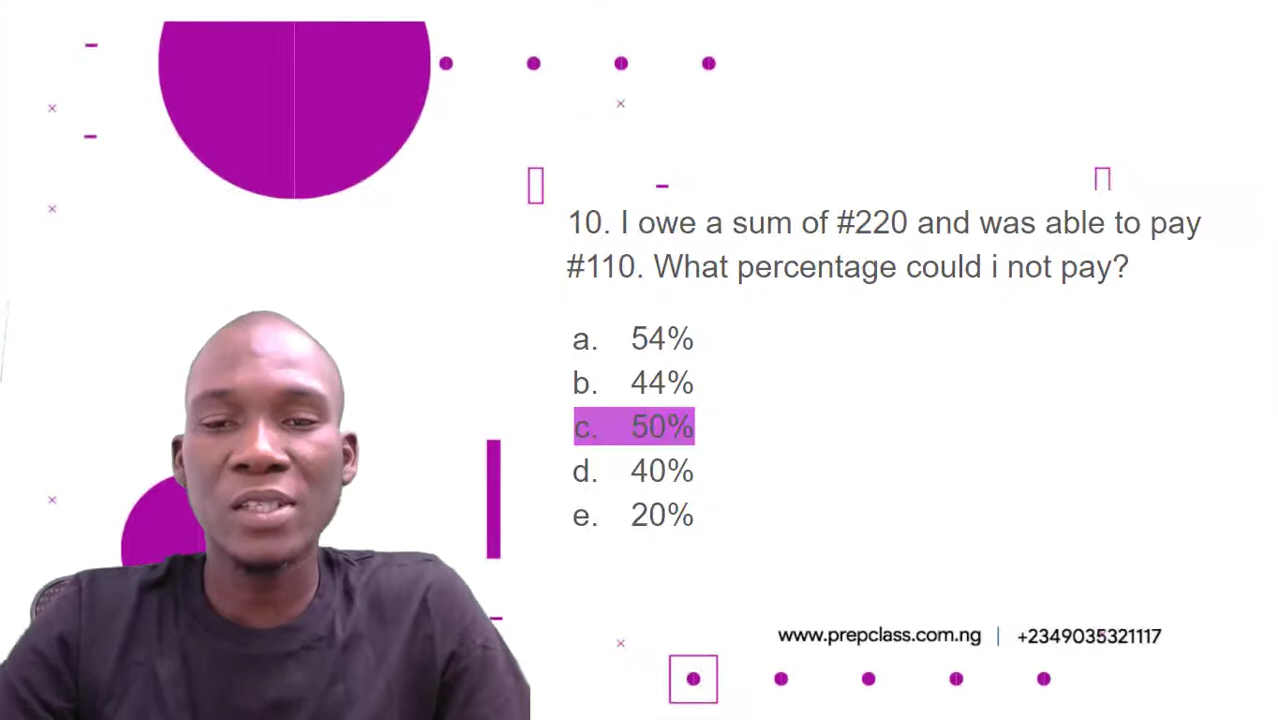 10. I owe a sum of #220 and was able to pay
#110. What percentage could i not pay?
a. 54%
b. 44%
c. 50%
d. 40%
e. 20%
www.prepclass.com.ng | +2349035321117